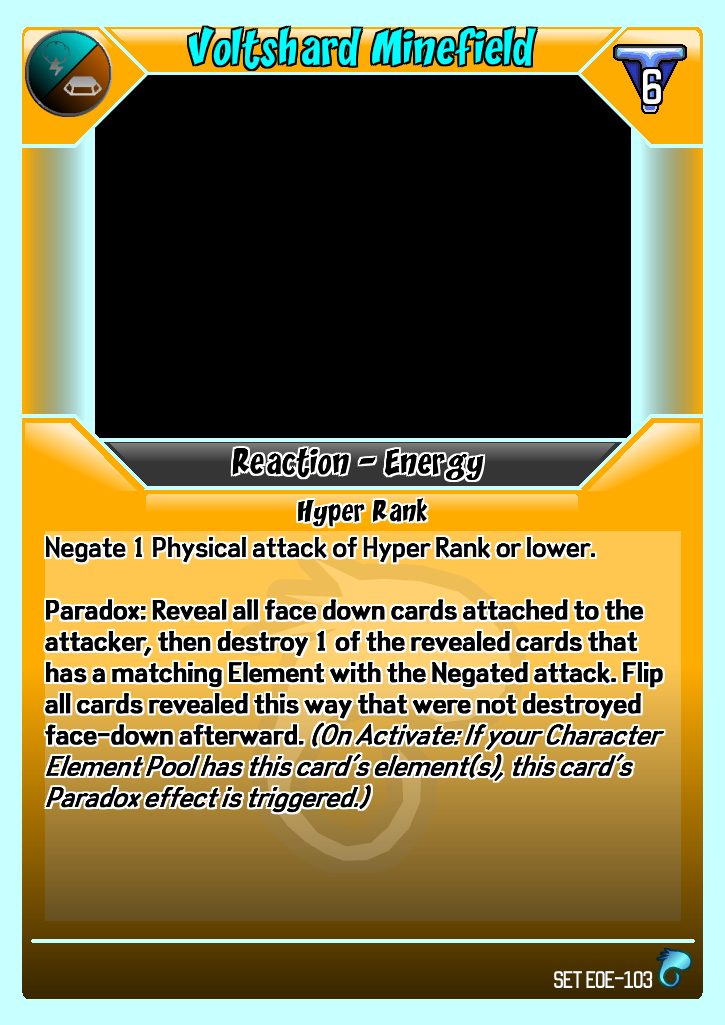 Voltshard Minefield
6
Reaction - Energy
Hyper Rank
Negate 1 Physical attack of Hyper Rank or lower.
Paradox: Reveal all face down cards attached to the
attacker, then destroy 1 of the revealed cards that
has a matching Element with the Negated attack. Flip
all cards revealed this way that were not destroyed
face-down afterward. (On Activate: If your Character
Element Pool has this card's element(s), this card's
Paradox effect is triggered.)
SET EOE-103